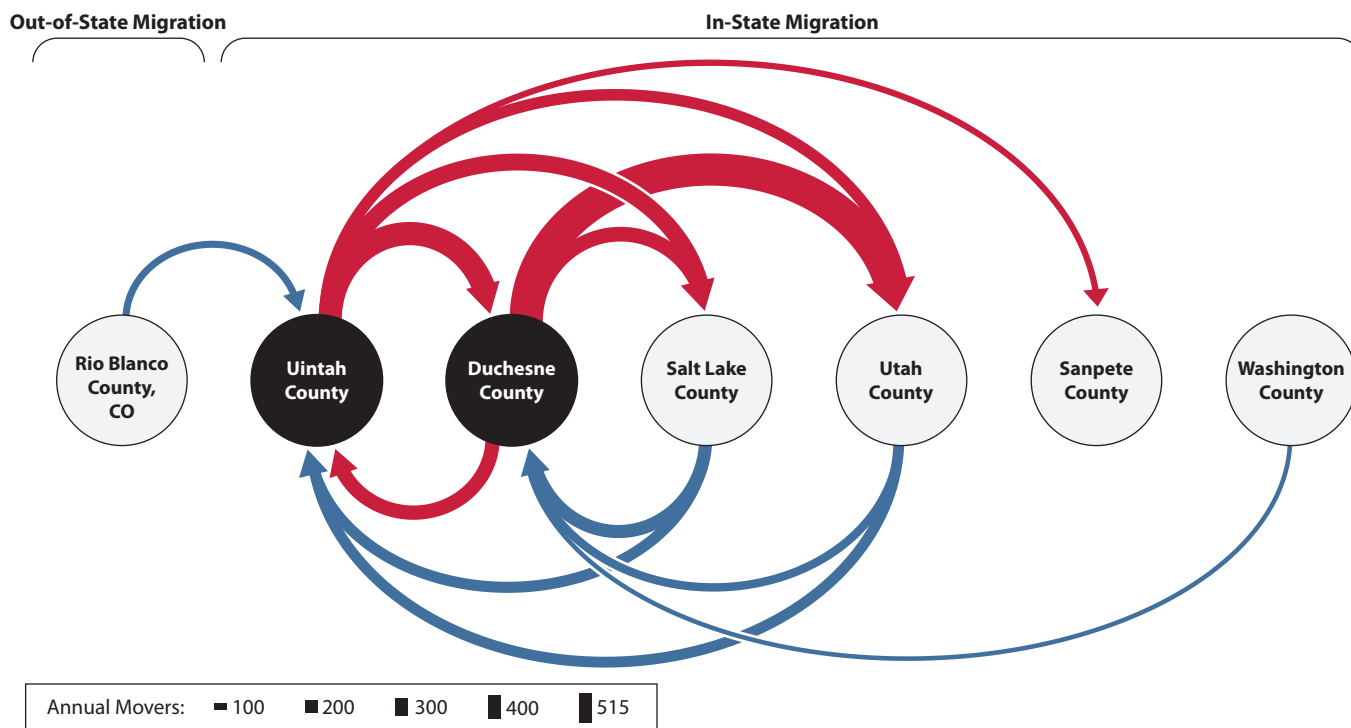 Out-of-State Migration
In-State Migration
Rio Blanco
County,
CO
Uintah
County
Duchesne
County
Salt Lake
County
Utah
County
Sanpete
County
Washington
County
Annual Movers: 100 200 300 400 515